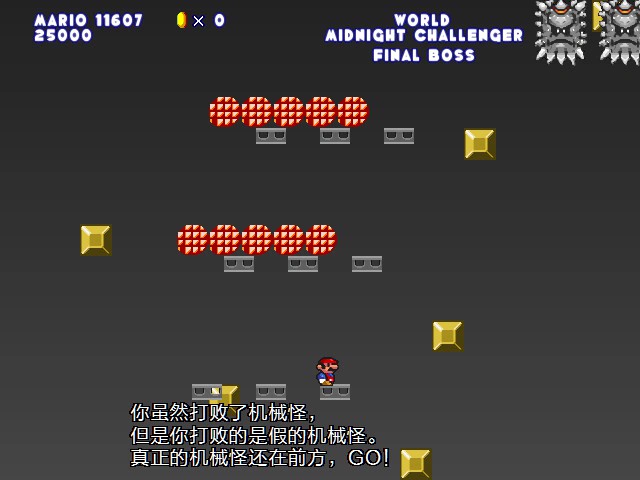 MARIO 11607
25000
× 0
WORLD
MIDNIGHT CHALLENGER
FINAL BOSS
你虽然打败了机械怪，
但是你打败的是假的机械怪。
真正的机械怪还在前方，GO！